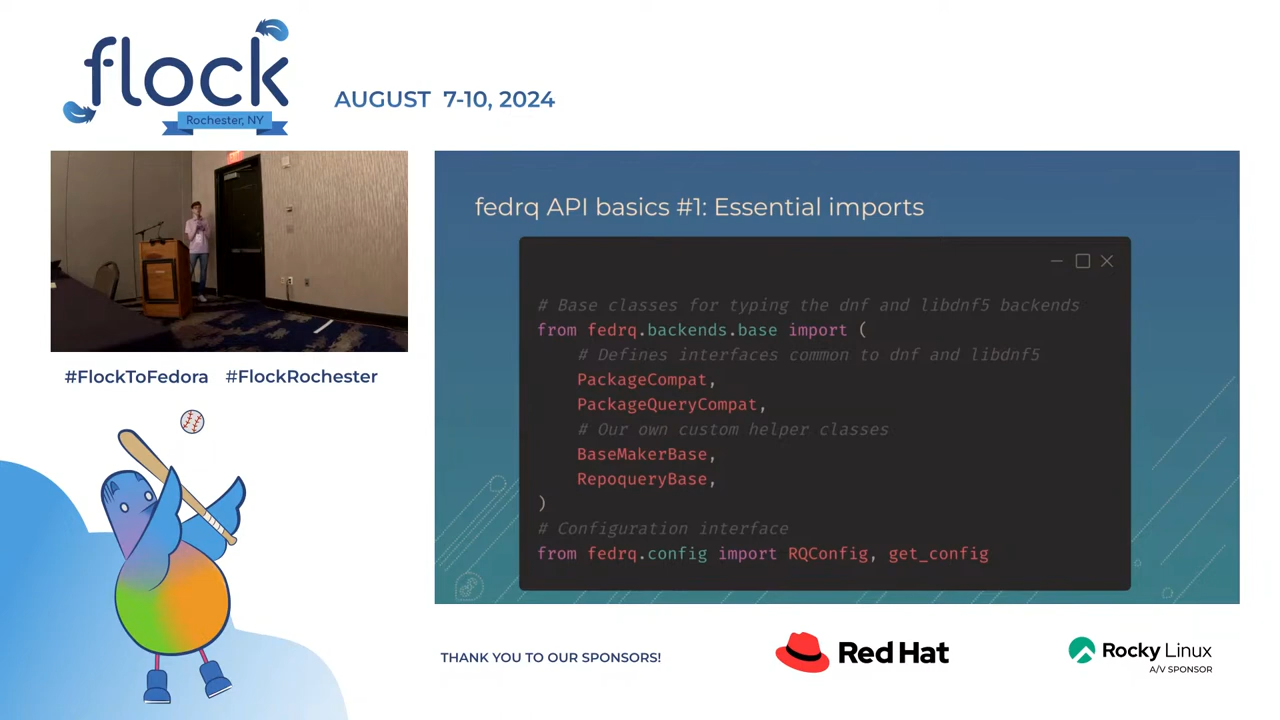 flock
Rochester, NY
AUGUST 7-10, 2024
#FlockToFedora #FlockRochester
fedrq API basics #1: Essential imports
# Base classes for typing the dnf and libdnf5 backends
from fedrq.backends.base import (
# Defines interfaces common to dnf and libdnf5
PackageCompat,
PackageQueryCompat,
# Our own custom helper classes
BaseMakerBase,
RepoqueryBase,
)
# Configuration interface
from fedrq.config import RQConfig, get_config
THANK YOU TO OUR SPONSORS!
Red Hat
Rocky Linux
A/V SPONSOR